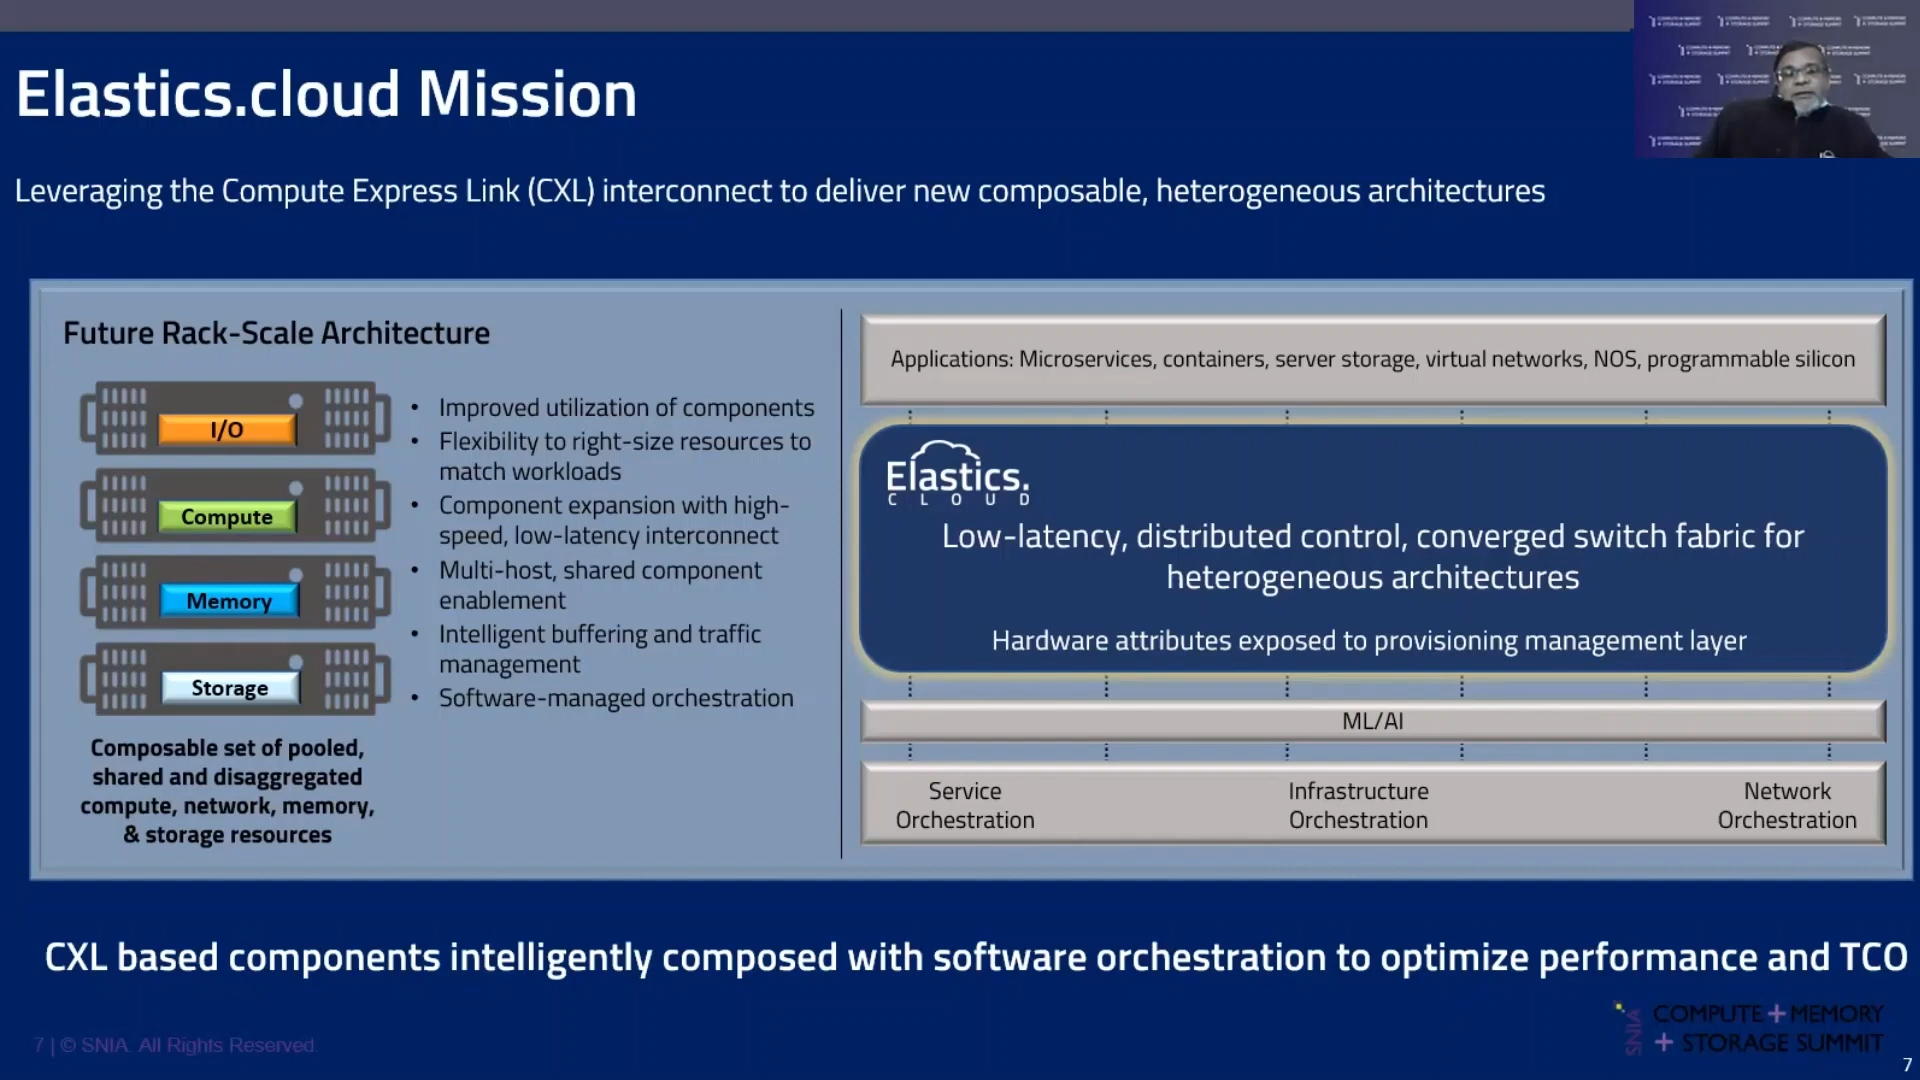 Elastics.cloud Mission
Leveraging the Compute Express Link (CXL) interconnect to deliver new composable, heterogeneous architectures
Future Rack-Scale Architecture
I/O
Compute
Memory
Storage
Composable set of pooled,
shared and disaggregated
compute, network, memory,
& storage resources
• Improved utilization of components
• Flexibility to right-size resources to
match workloads
• Component expansion with high-
speed, low-latency interconnect
• Multi-host, shared component
enablement
• Intelligent buffering and traffic
management
• Software-managed orchestration
Applications: Microservices, containers, server storage, virtual networks, NOS, programmable silicon
Elastics.
CLOUD
Low-latency, distributed control, converged switch fabric for
heterogeneous architectures
Hardware attributes exposed to provisioning management layer
ML/AI
Service
Orchestration
Infrastructure
Orchestration
Network
Orchestration
CXL based components intelligently composed with software orchestration to optimize performance and TCO
7 | © SNIA. All Rights Reserved.
SNIA
COMPUTE + MEMORY
+ STORAGE SUMMIT
7